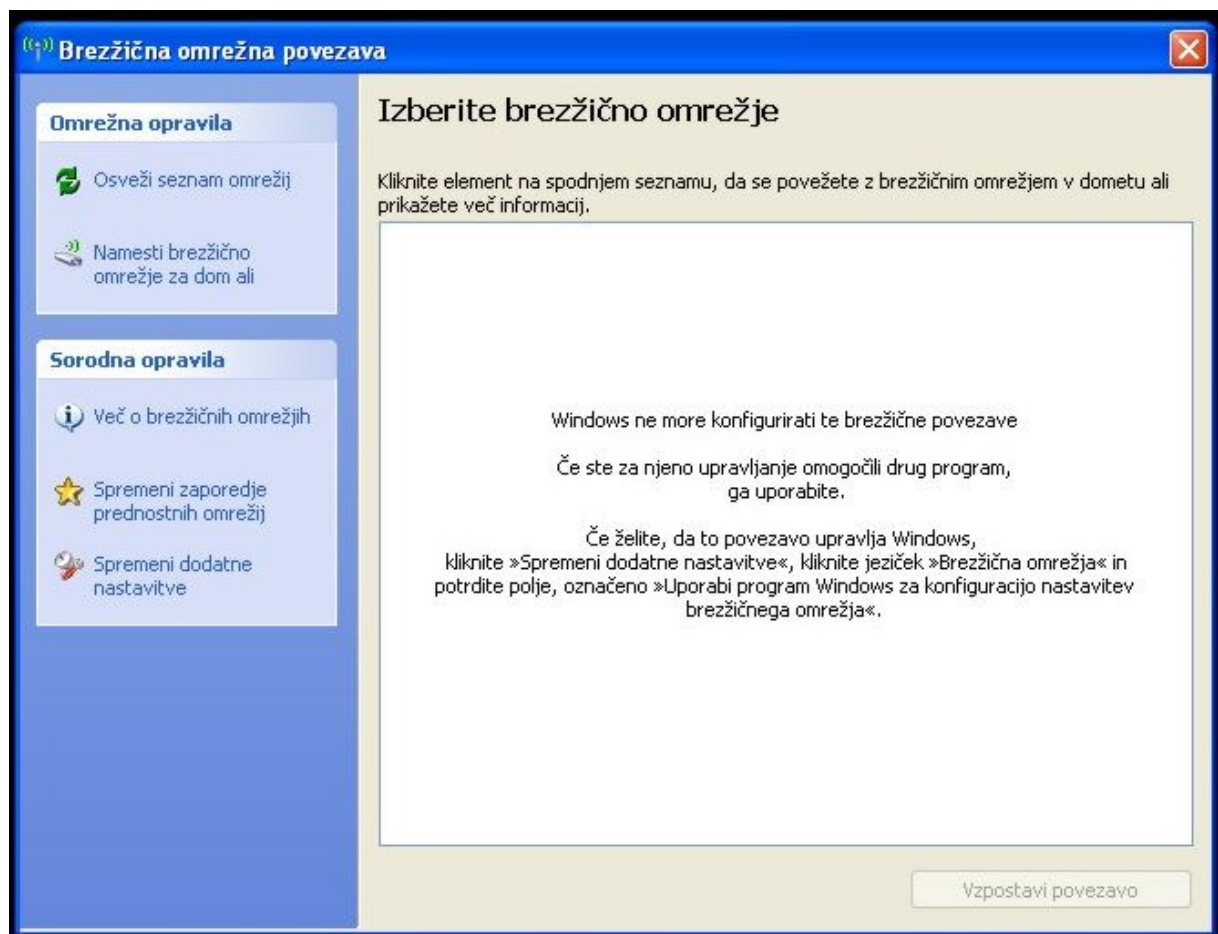 Brezžična omrežna povezava
Omrežna opravila
Osveži seznam omrežij
Namesti brezžično
omrežje za dom ali
Sorodna opravila
Več o brezžičnih omrežjih
Spremeni zaporedje
prednostnih omrežij
Spremeni dodatne
nastavitve
Izberite brezžično omrežje
Kliknite element na spodnjem seznamu, da se povežete z brezžičnim omrežjem v dometu ali
prikažete več informacij.
Windows ne more konfigurirati te brezžične povezave
Če ste za njeno upravljanje omogočili drug program,
ga uporabite.
Če želite, da to povezavo upravlja Windows,
kliknite »Spremeni dodatne nastavitve«, kliknite jeziček »Brezžična omrežja« in
potrdite polje, označeno »Uporabi program Windows za konfiguracijo nastavitev
brezžičnega omrežja«.
Vzpostavi povezavo